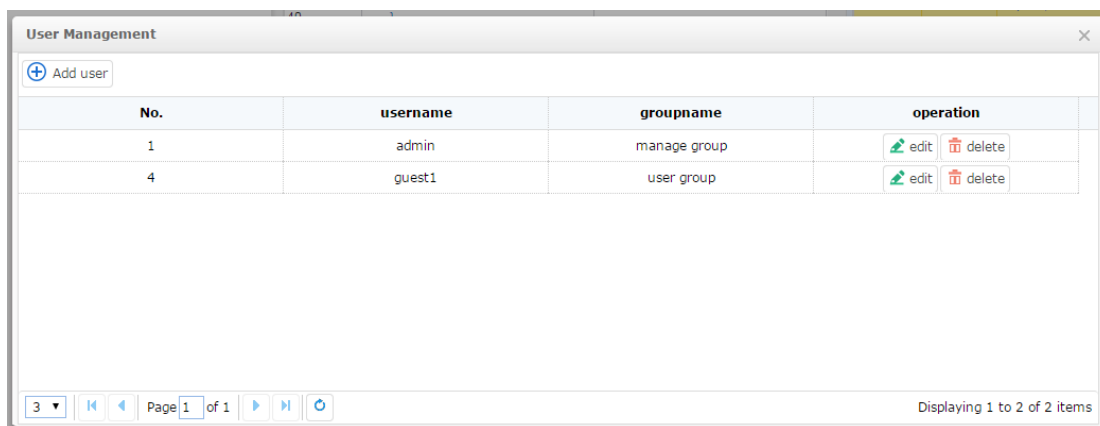 User Management
Add user
No. username groupname operation
1 admin manage group edit delete
4 guest1 user group edit delete
3 Page 1 of 1 Displaying 1 to 2 of 2 items